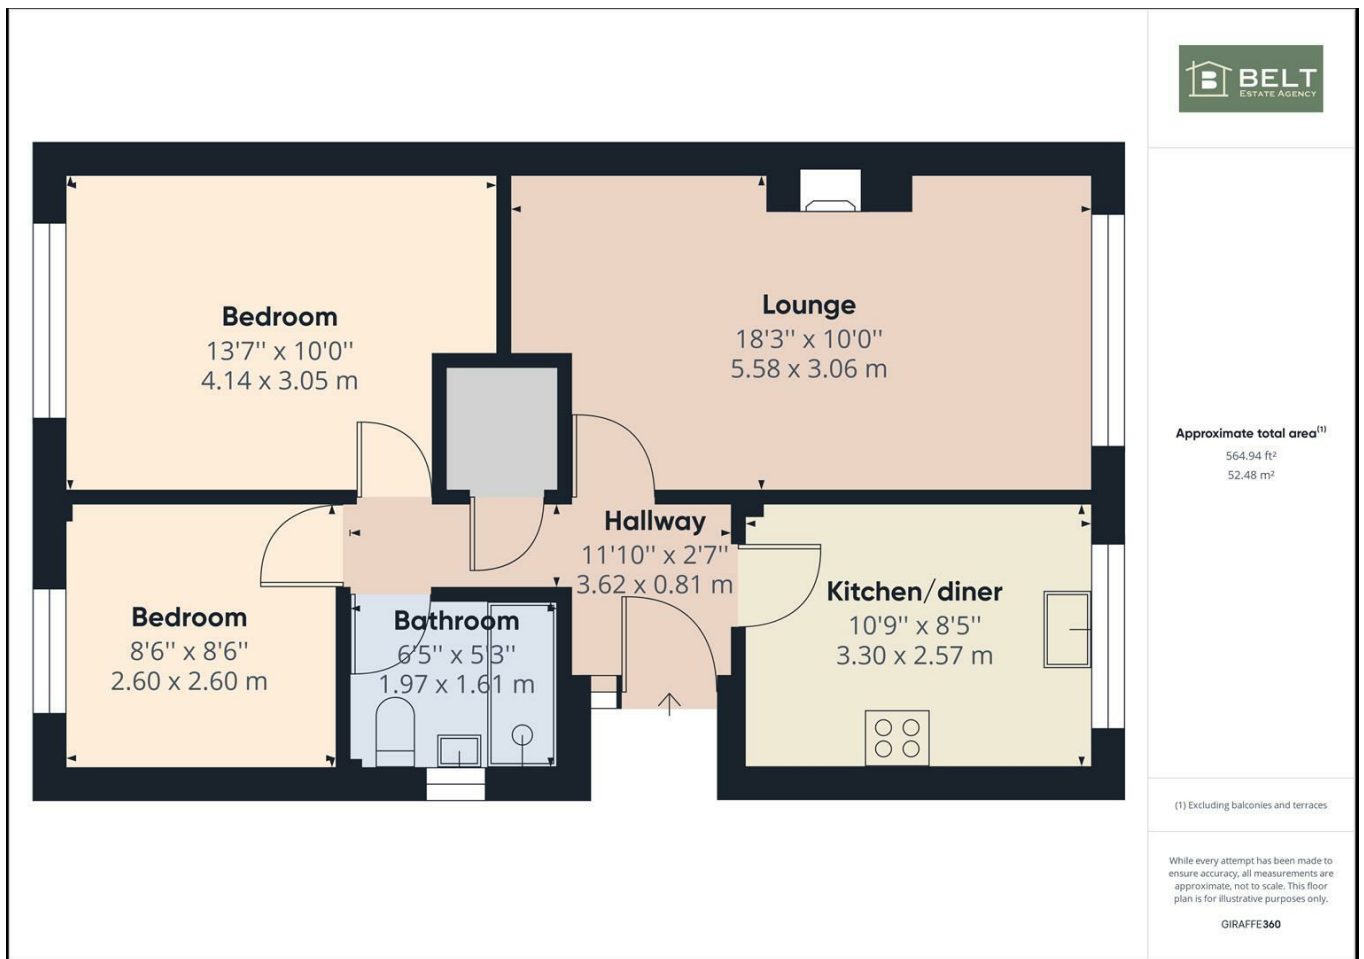 B BELT
ESTATE AGENCY
Bedroom
13'7'' x 10'0''
4.14 x 3.05 m
Lounge
18'3'' x 10'0''
5.58 x 3.06 m
Hallway
11'10'' x 2'7''
3.62 x 0.81 m
Kitchen/diner
10'9'' x 8'5''
3.30 x 2.57 m
Bedroom
8'6'' x 8'6''
2.60 x 2.60 m
Bathroom
6'5'' x 5'3''
1.97 x 1.61 m
Approximate total area(1)
564.94 ft²
52.48 m²
(1) Excluding balconies and terraces
While every attempt has been made to
ensure accuracy, all measurements are
approximate, not to scale. This floor
plan is for illustrative purposes only.
GIRAFFE360